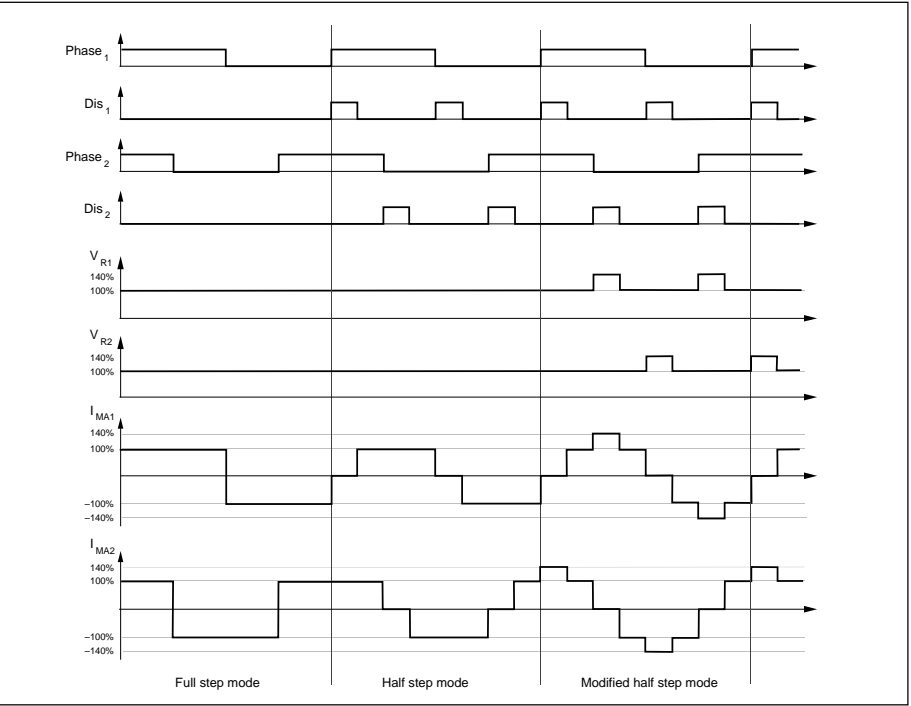 Phase 1
Dis 1
Phase 2
Dis 2
V R1
140%
100%
V R2
140%
100%
I MA1
140%
100%
–100%
–140%
I MA2
140%
100%
–100%
–140%
Full step mode Half step mode Modified half step mode